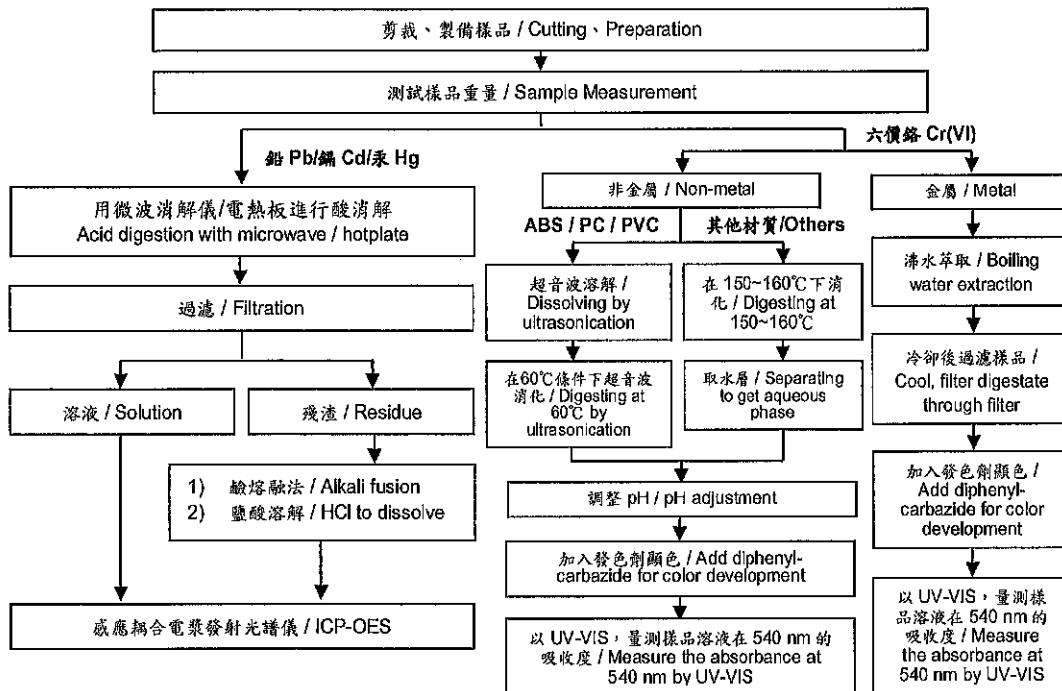 剪裁、製備樣品 / Cutting、Preparation
測試樣品重量 / Sample Measurement
六價鉻 Cr(VI)
鉛 Pb/鎘 Cd/汞 Hg
用微波消解儀/電熱板進行酸消解
Acid digestion with microwave / hotplate
過濾 / Filtration
溶液 / Solution
殘渣 / Residue
1) 鹼熔融法 / Alkali fusion
2) 鹽酸溶解 / HCl to dissolve
感應耦合電漿發射光譜儀 / ICP-OES
非金屬 / Non-metal
ABS / PC / PVC
其他材質/Others
超音波溶解 /
Dissolving by
ultrasonication
在60℃條件下超音波
消化 / Digesting at
60℃ by
ultrasonication
在 150~160℃下消
化 / Digesting at
150~160℃
取水層 / Separating
to get aqueous
phase
調整 pH / pH adjustment
加入發色劑顯色 / Add diphenyl-
carbazide for color development
以 UV-VIS，量測樣品溶液在 540 nm 的
吸收度 / Measure the absorbance at
540 nm by UV-VIS
金屬 / Metal
沸水萃取 / Boiling
water extraction
冷卻後過濾樣品 /
Cool, filter digestate
through filter
加入發色劑顯色 /
Add diphenyl-
carbazide for color
development
以 UV-VIS，量測樣
品溶液在 540 nm 的
吸收度 / Measure
the absorbance at
540 nm by UV-VIS